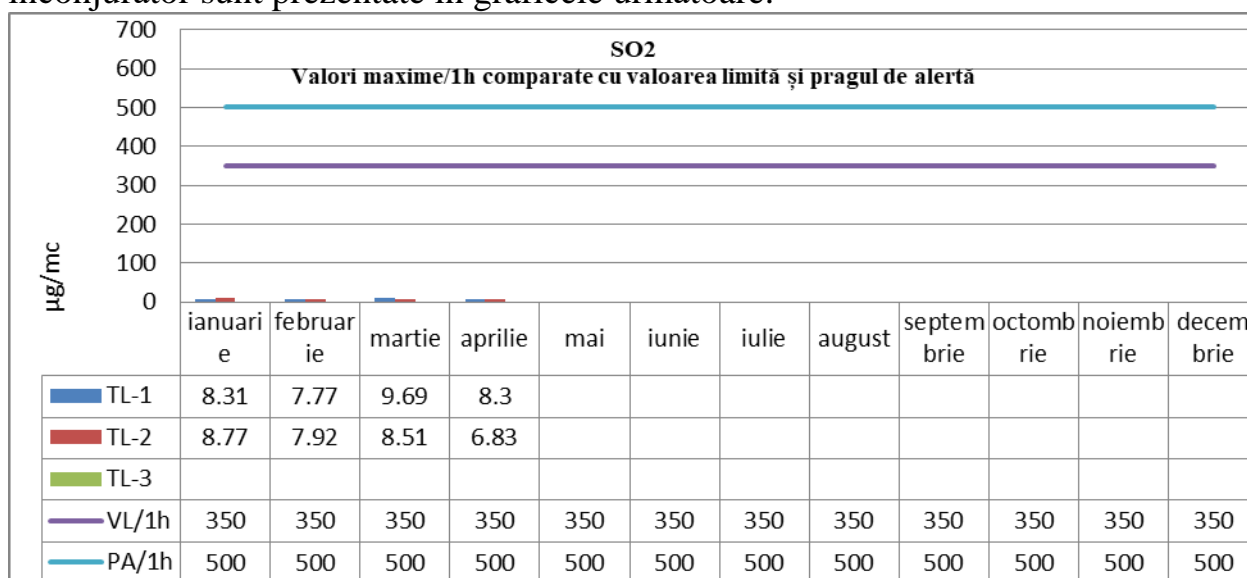 înconjurător sunt prezentate în graficele următoare:
SO2
Valori maxime/1h comparate cu valoarea limită și pragul de alertă
700
600
500
400
300
200
100
0
µg/mc
ianuarie februarie martie aprilie mai iunie iulie august septembrie octombrie noiembrie decembrie
TL-1 8.31 7.77 9.69 8.3
TL-2 8.77 7.92 8.51 6.83
TL-3
VL/1h 350 350 350 350 350 350 350 350 350 350 350 350
PA/1h 500 500 500 500 500 500 500 500 500 500 500 500